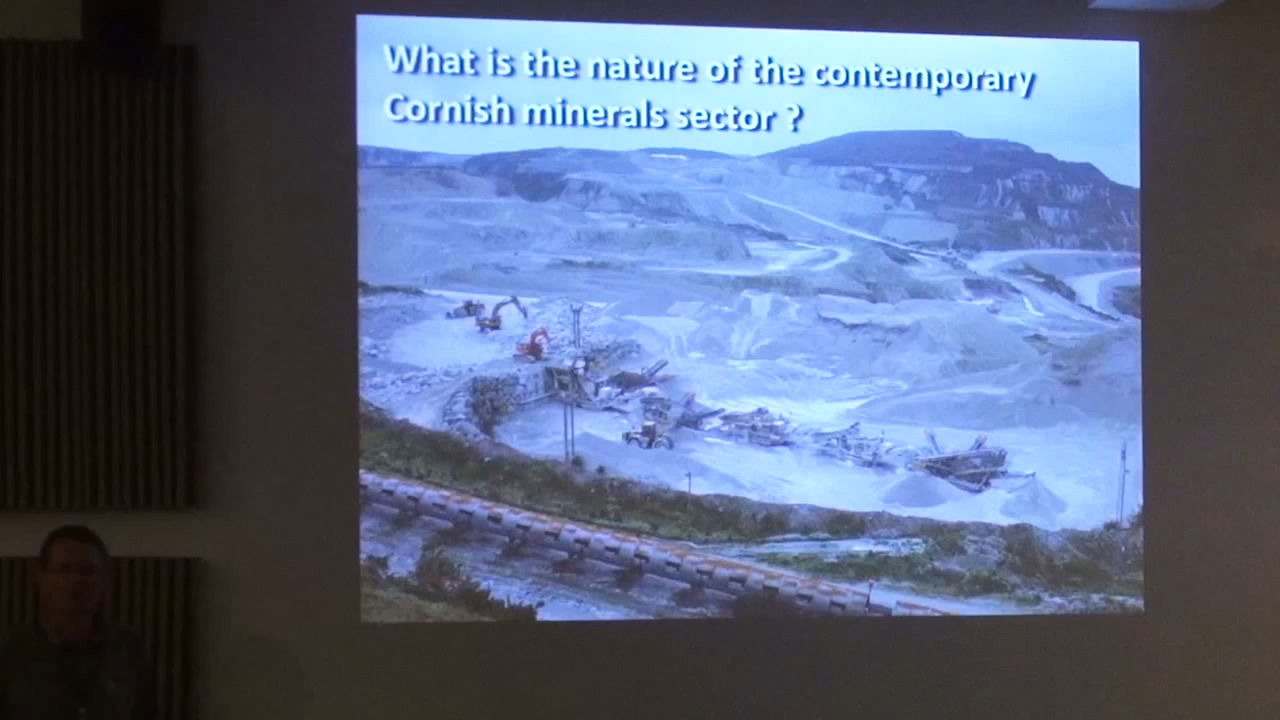 What is the nature of the contemporary
Cornish minerals sector ?